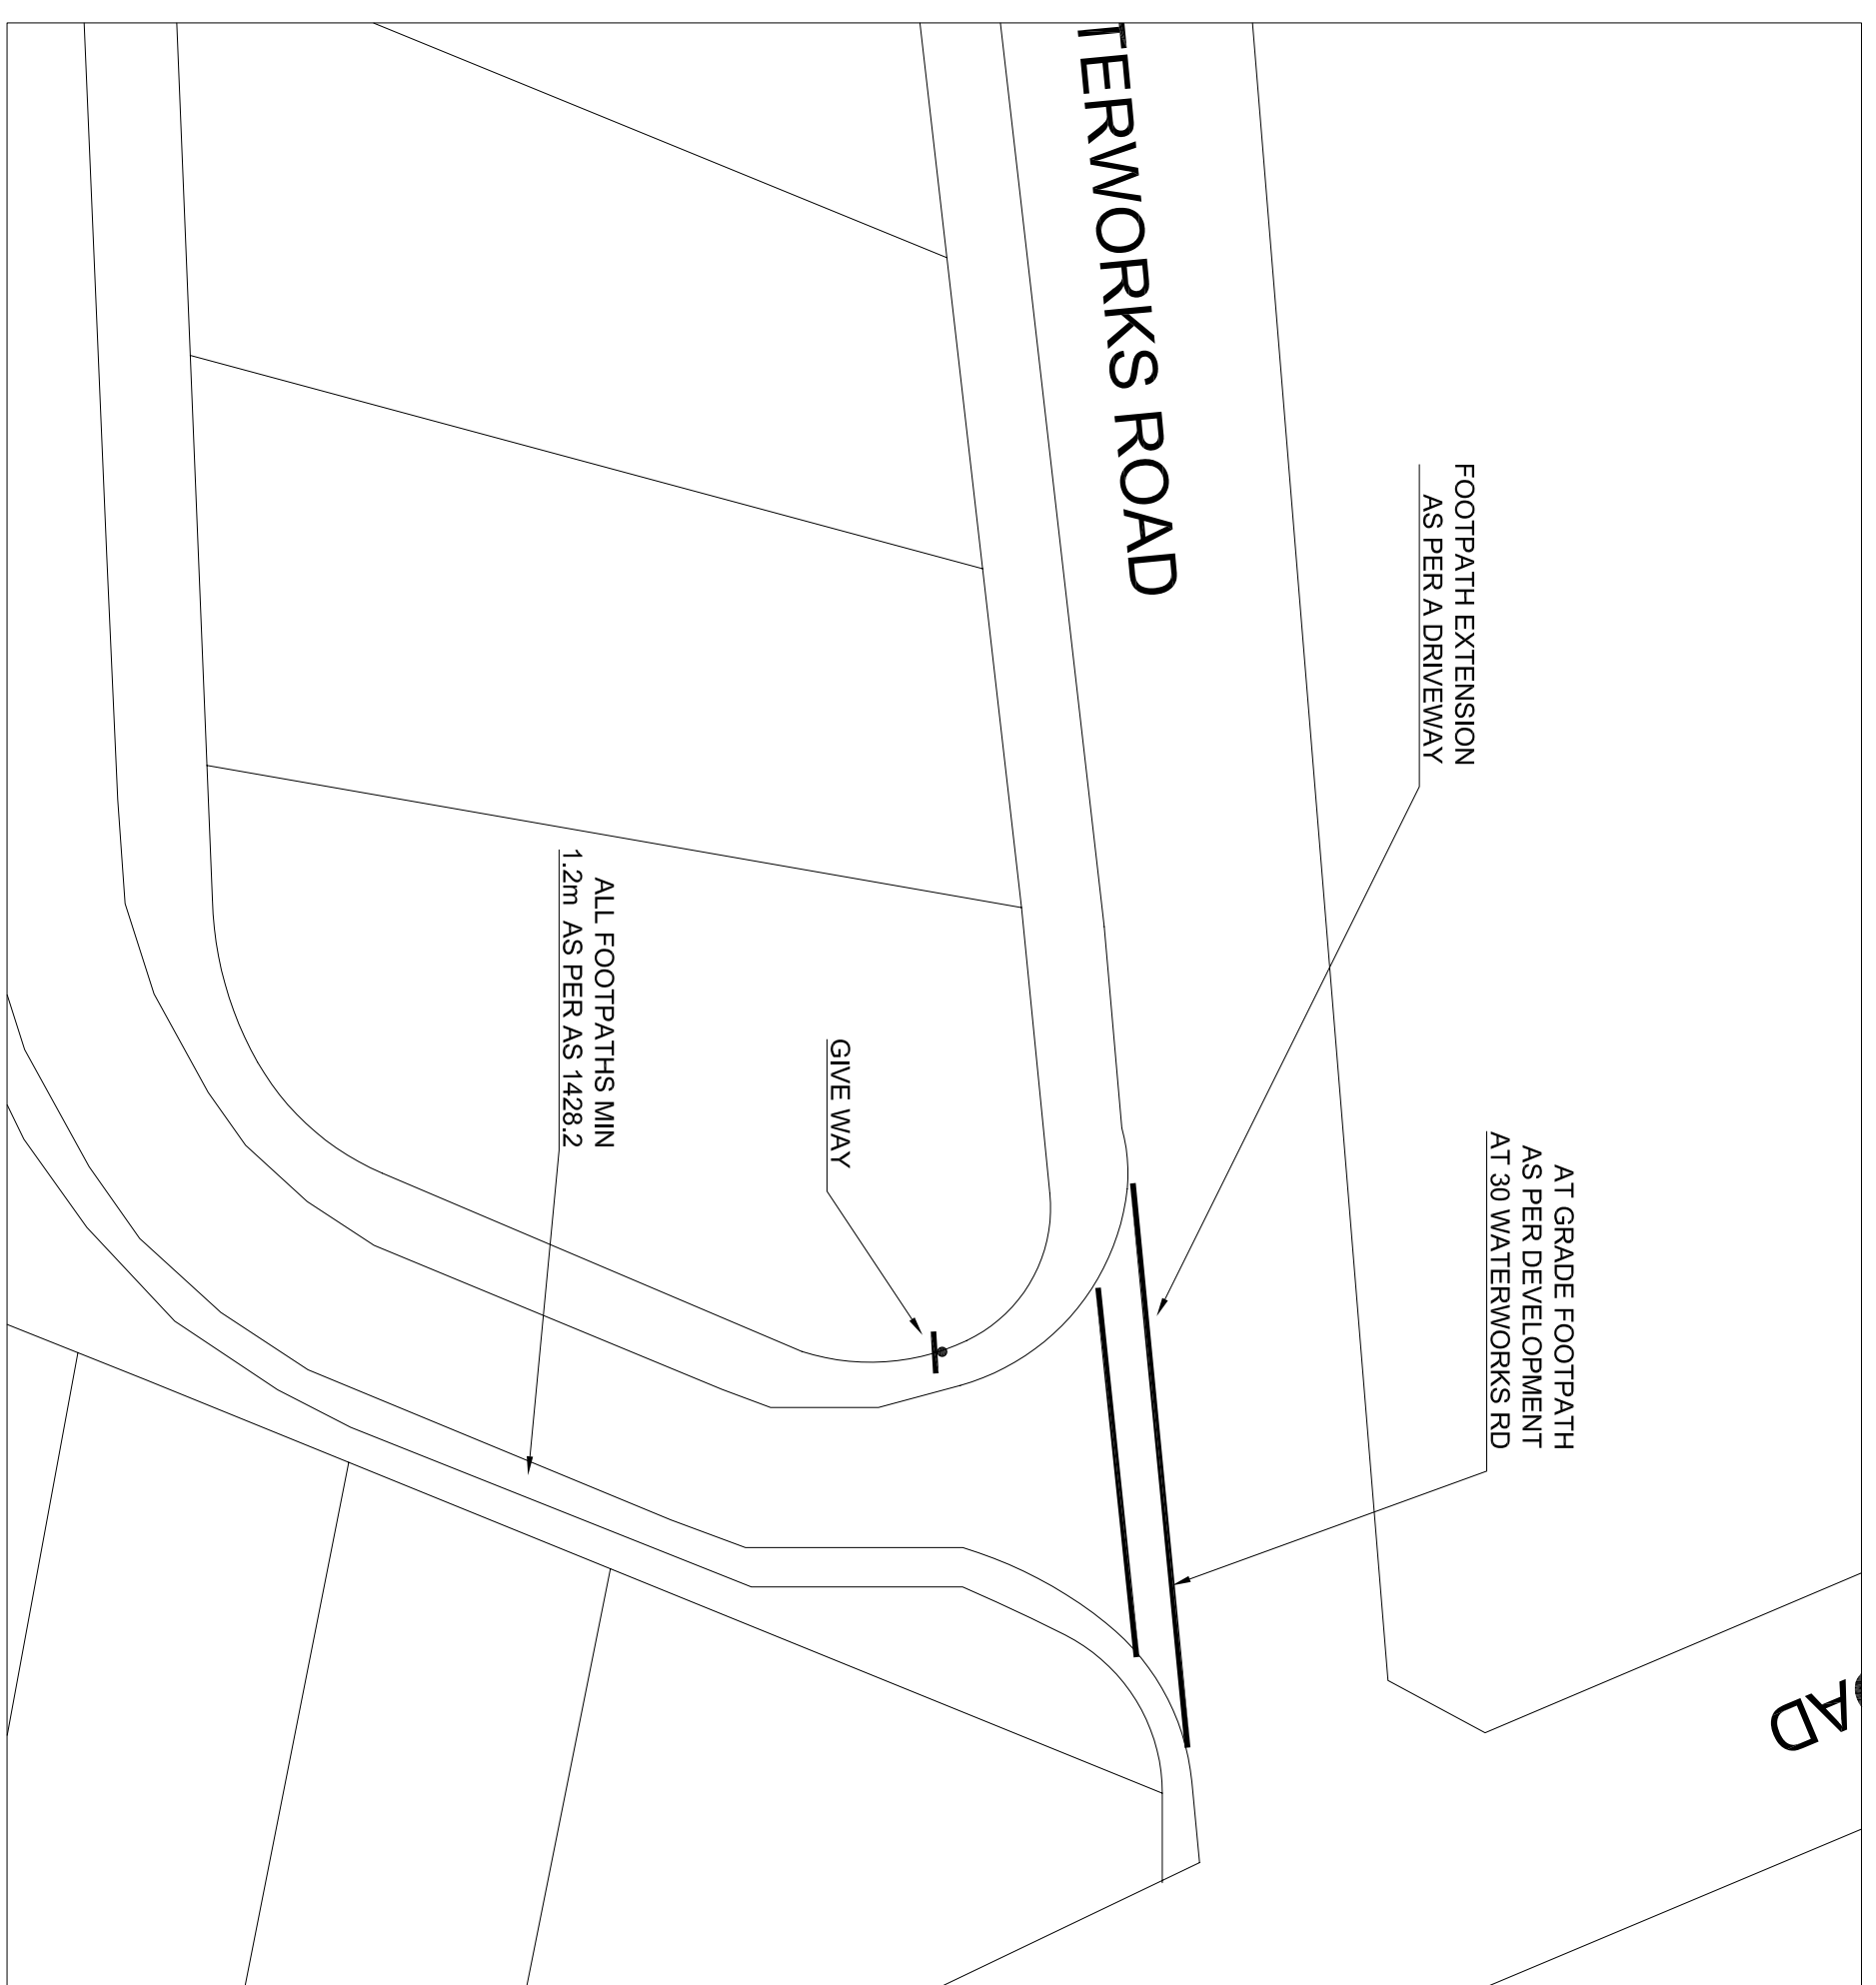 TERWORKS ROAD
FOOTPATH EXTENSION
AS PER A DRIVEWAY
AT GRADE FOOTPATH
AS PER DEVELOPMENT
AT 30 WATERWORKS RD
GIVE WAY
ALL FOOTPATHS MIN
1.2m AS PER AS 1428.2
AD